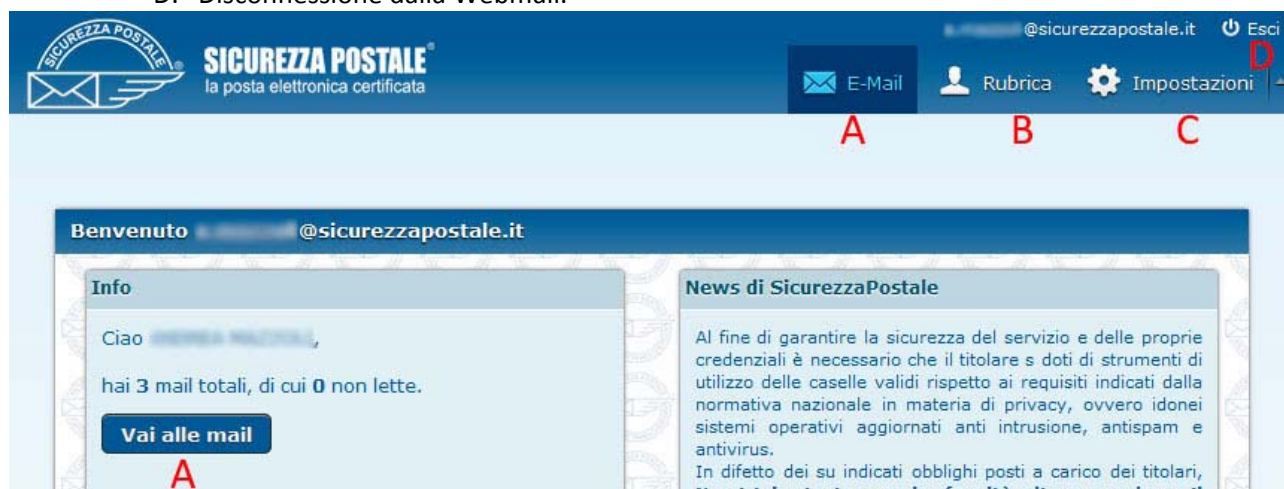 D. Disconnessione dalla Webmail.
SICUREZZA POSTALE
@sicurezzapostale.it Esci
D
SICUREZZA POSTALE®
la posta elettronica certificata
E-Mail Rubrica Impostazioni
A B C
Benvenuto @sicurezzapostale.it
Info
Ciao ,
hai 3 mail totali, di cui 0 non lette.
Vai alle mail
A
News di SicurezzaPostale
Al fine di garantire la sicurezza del servizio e delle proprie
credenziali è necessario che il titolare s doti di strumenti di
utilizzo delle caselle validi rispetto ai requisiti indicati dalla
normativa nazionale in materia di privacy, ovvero idonei
sistemi operativi aggiornati anti intrusione, antispam e
antivirus.
In difetto dei su indicati obblighi posti a carico dei titolari,